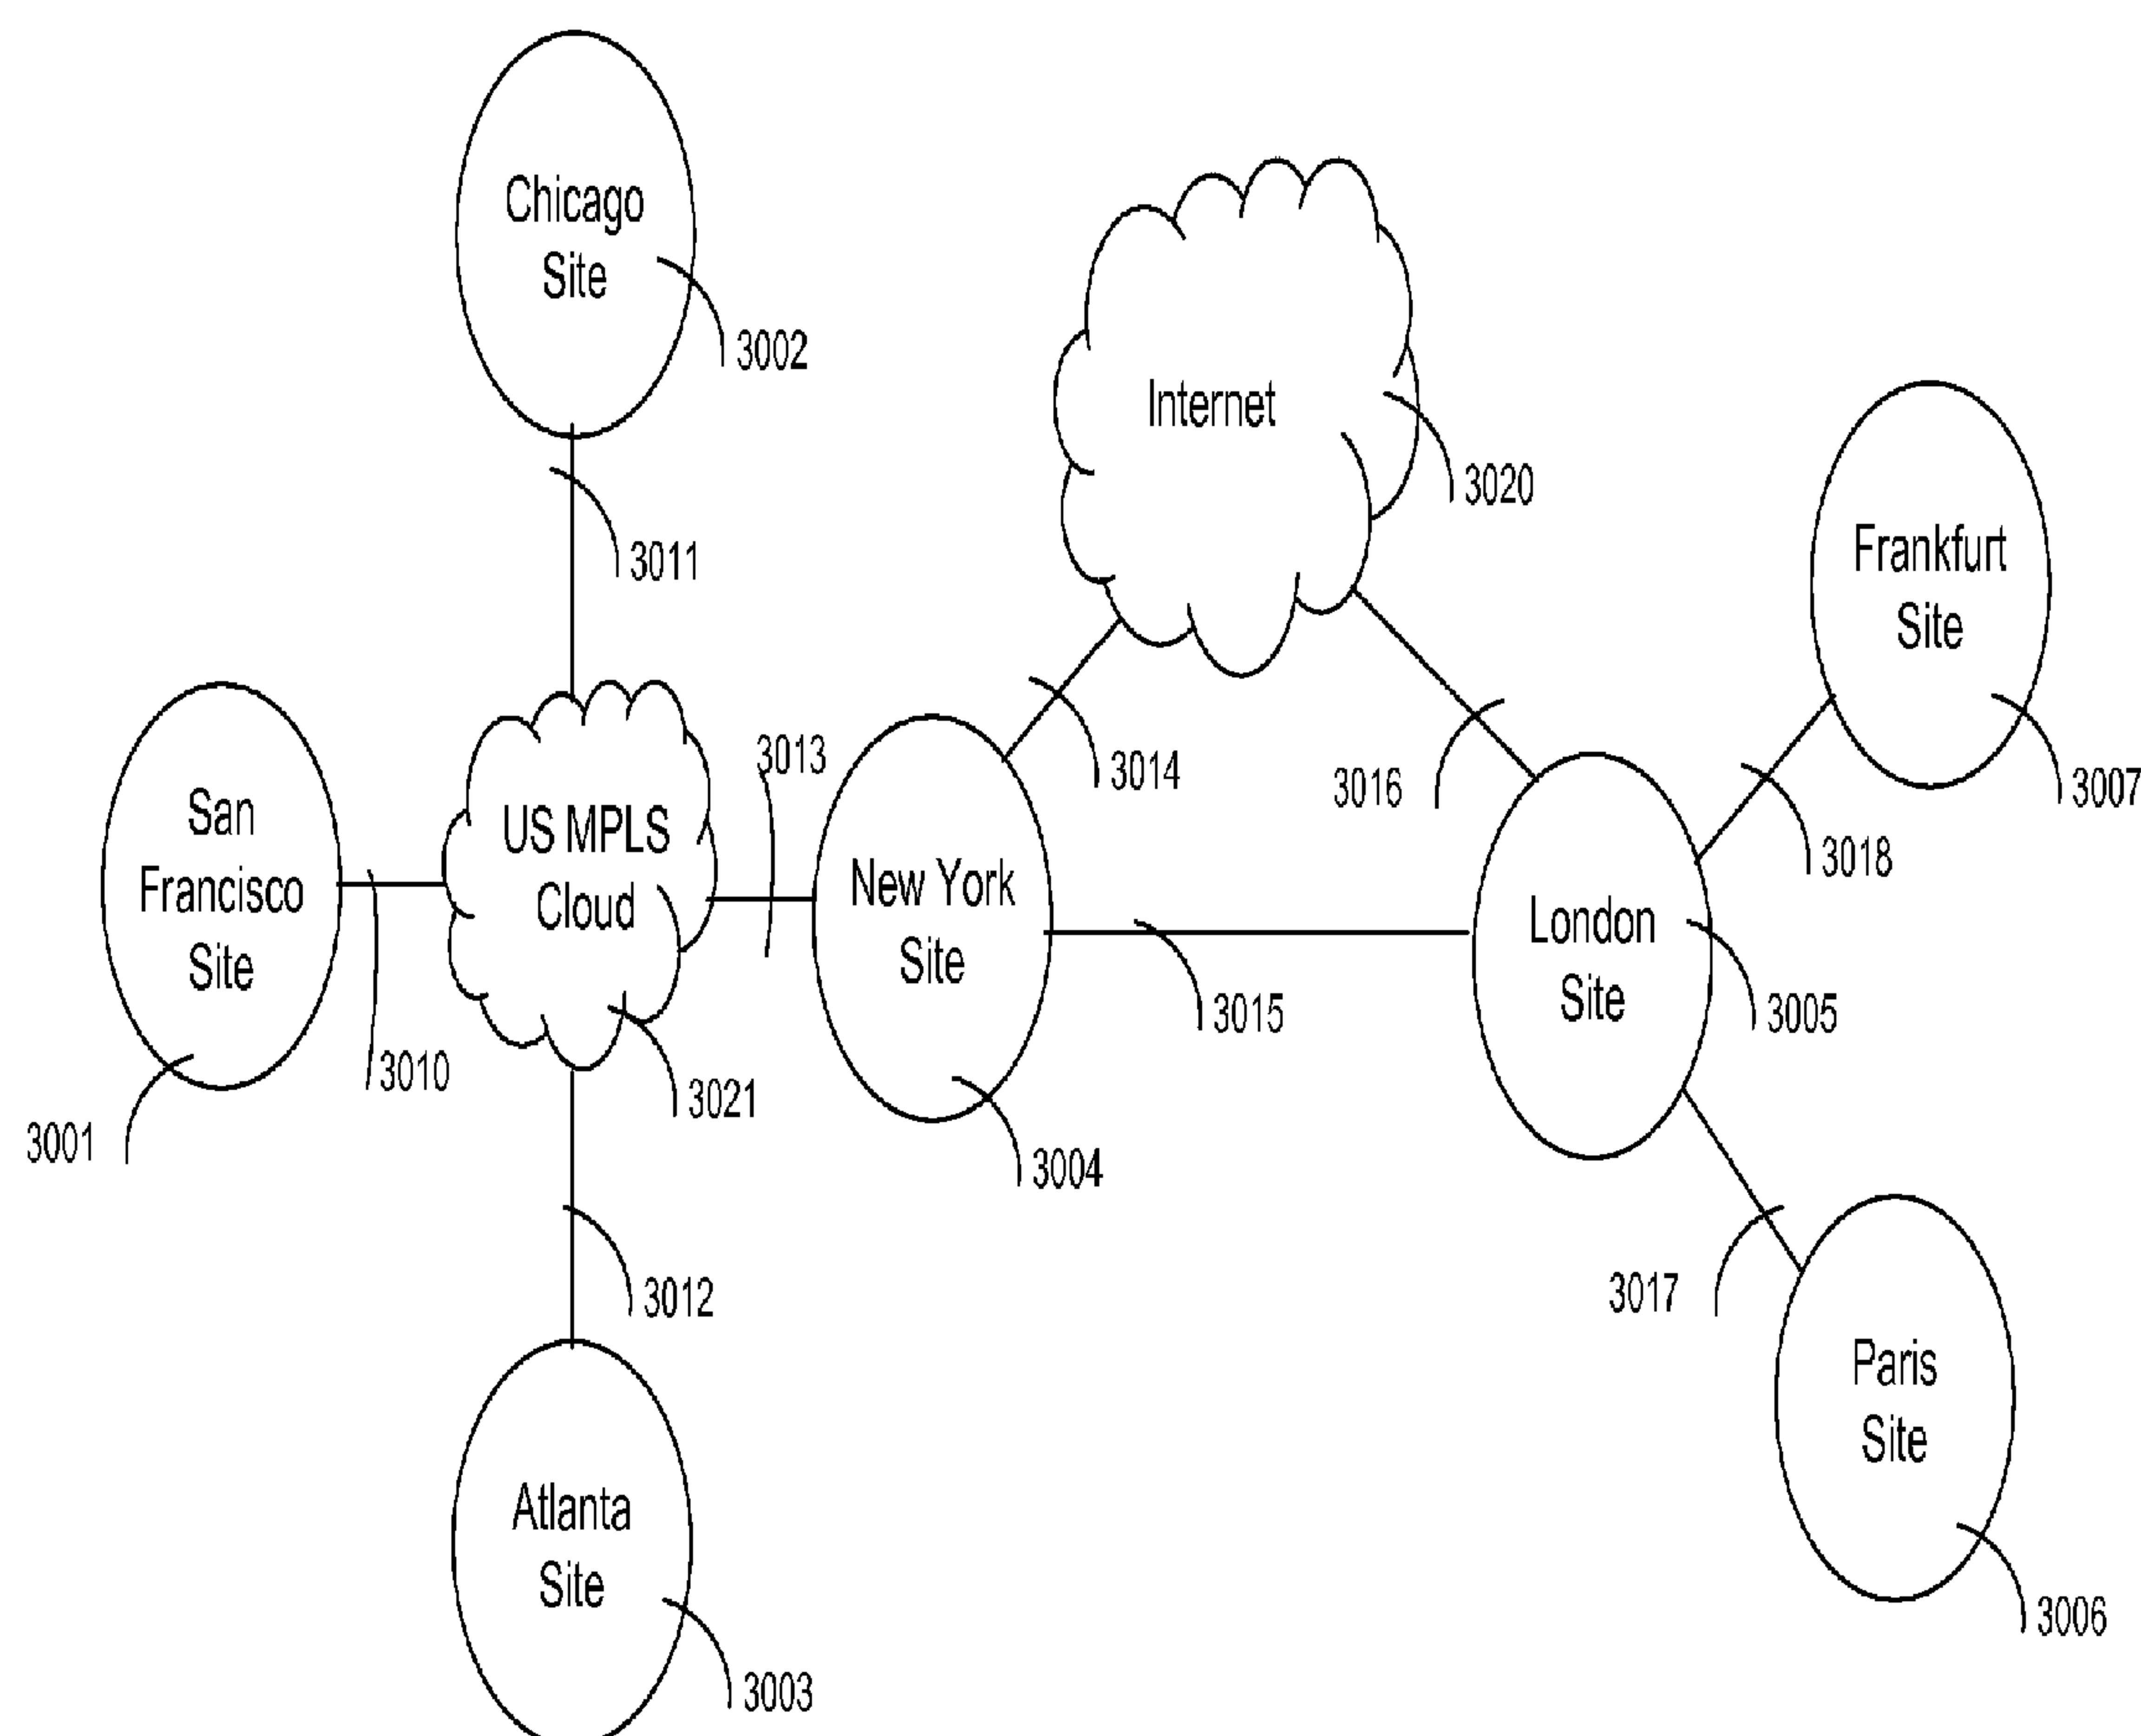 Chicago
Site
3002
Internet
3020
3011
Frankfurt
Site
3007
3013
3014
3016
3018
San
Francisco
Site
3001
3010
US MPLS
Cloud
3021
New York
Site
3004
3015
London
Site
3005
3012
3017
Paris
Site
3006
Atlanta
Site
3003